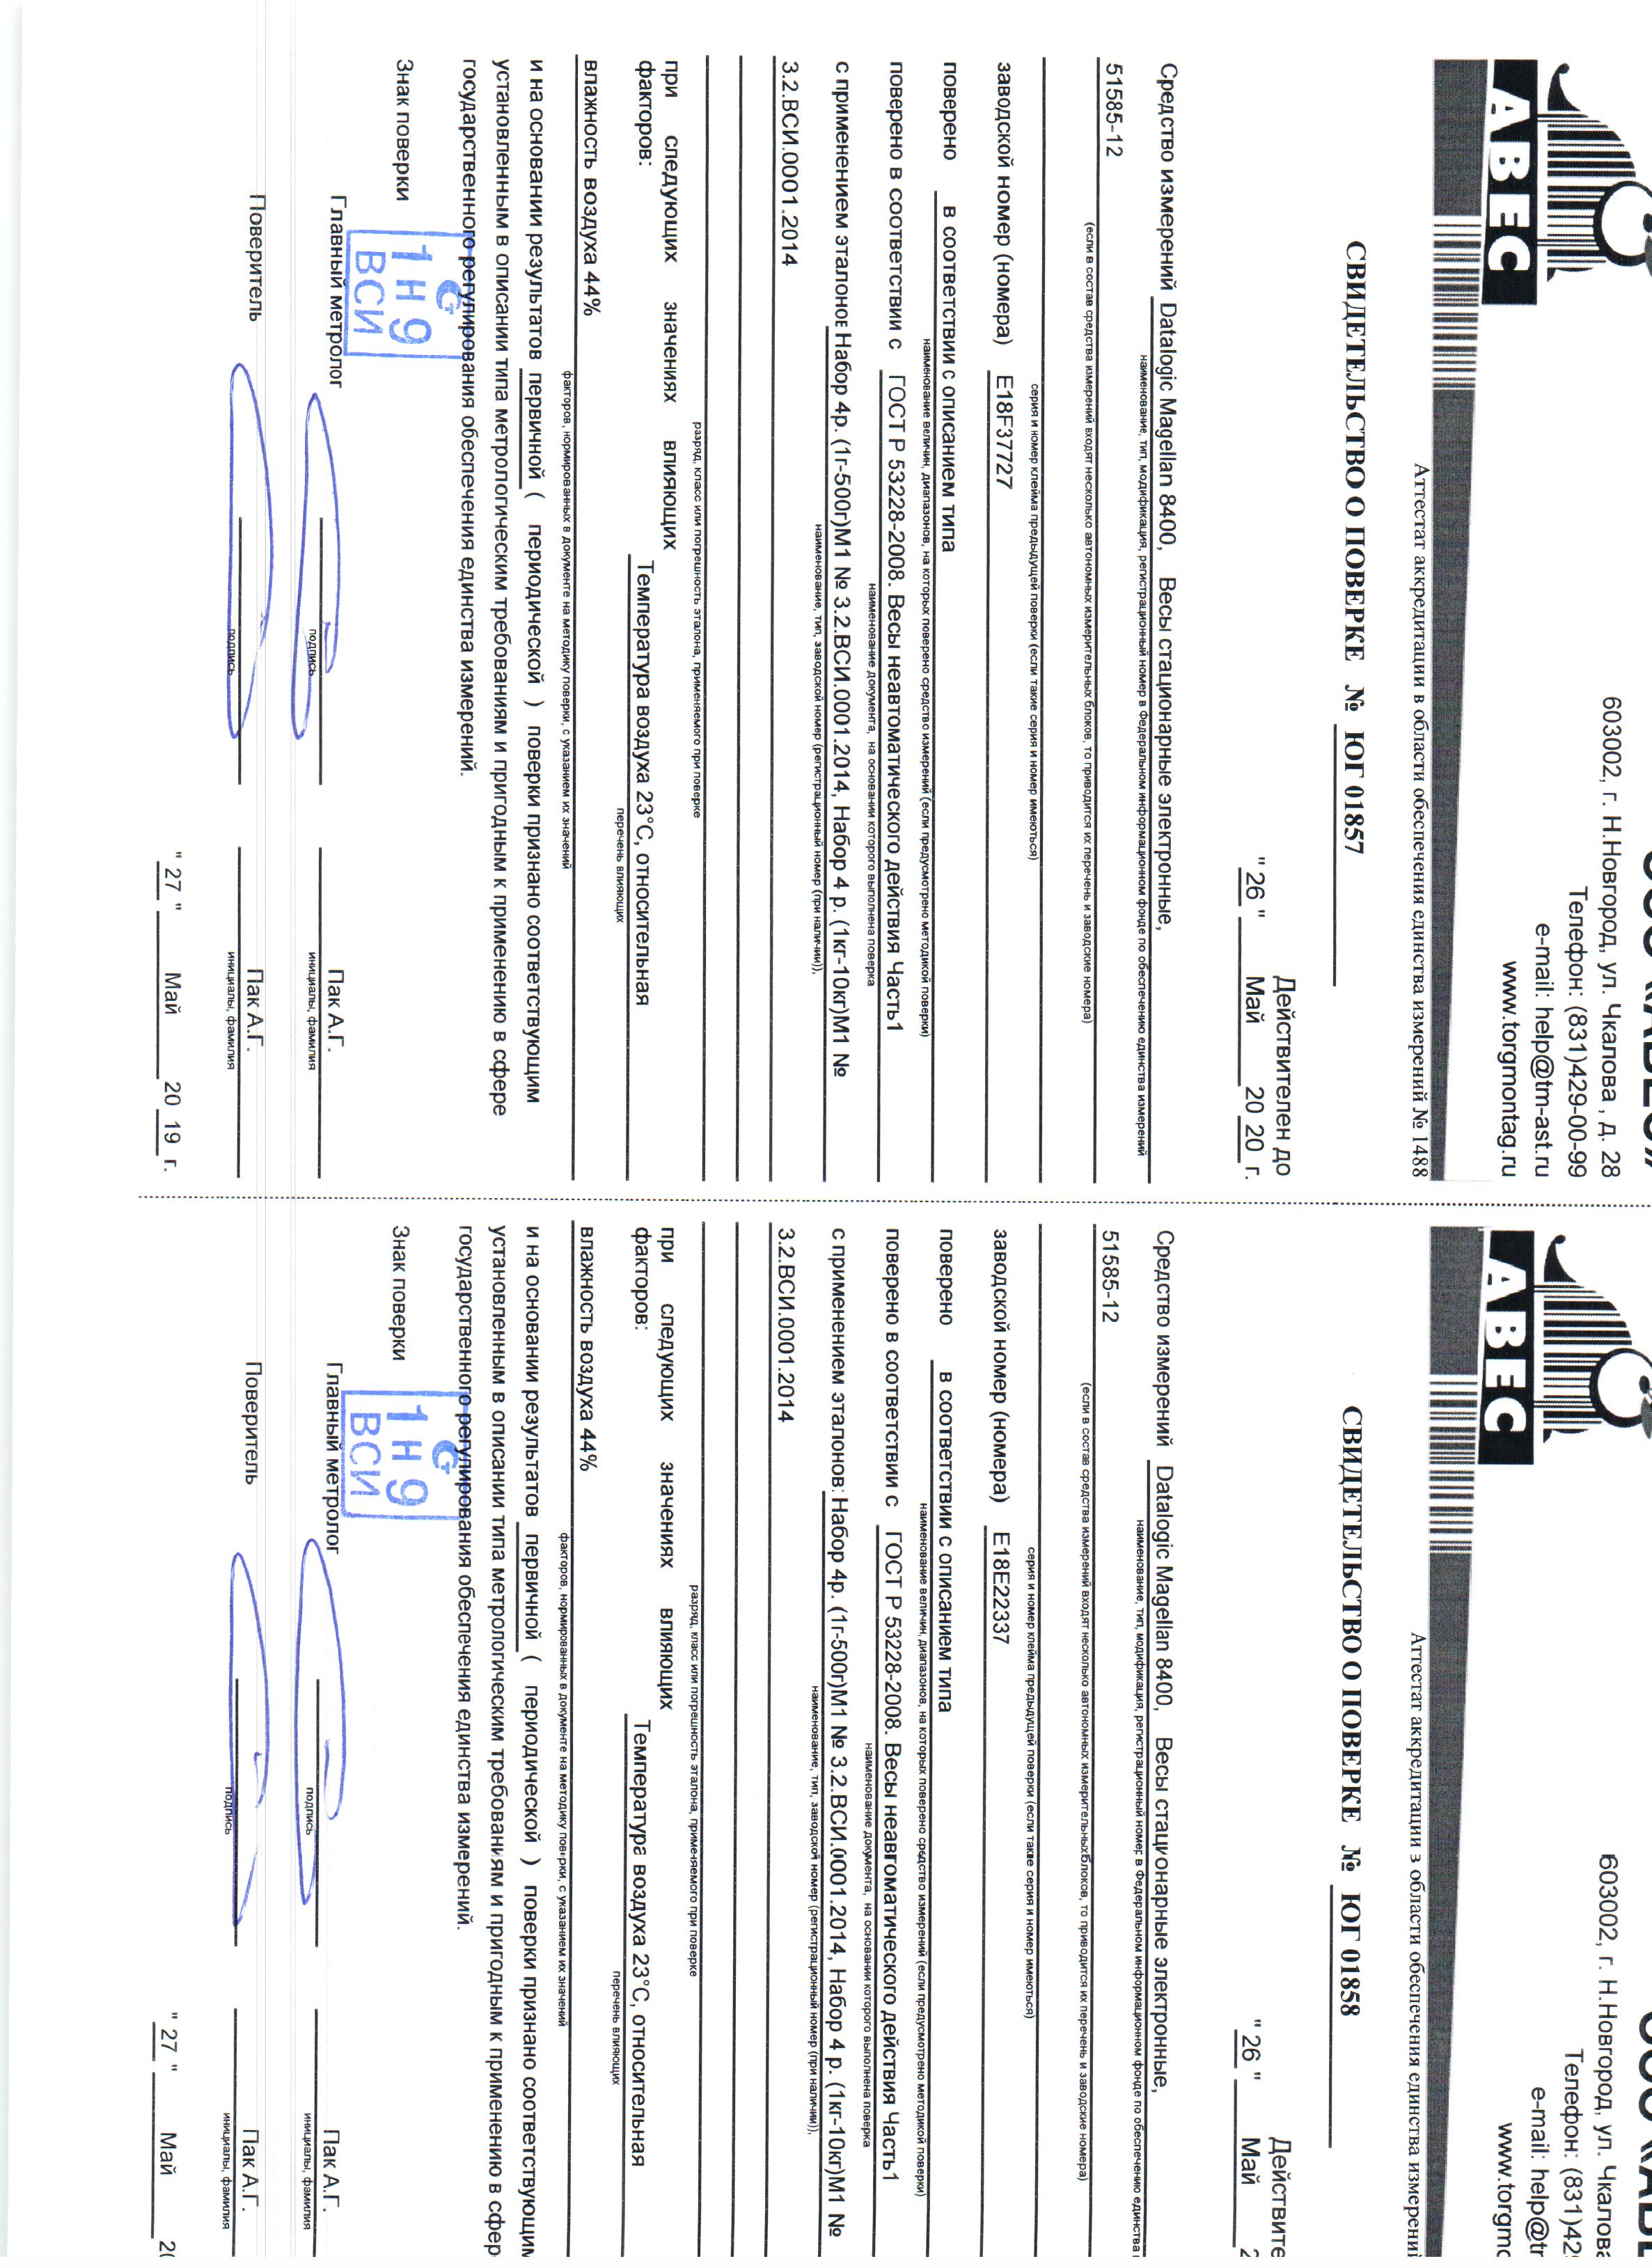 АВЕС
603002, г. Н.Новгород, ул. Чкалова , д. 28
Телефон: (831)429-00-99
e-mail: help@tm-ast.ru
www.torgmontag.ru
Аттестат аккредитации в области обеспечения единства измерений № 1488
СВИДЕТЕЛЬСТВО О ПОВЕРКЕ № ЮГ 01857
Действителен до
" 26 " Май 20 20 г.
Средство измерений Datalogic Magellan 8400, Весы стационарные электронные,
наименование, тип, модификация, регистрационный номер в Федеральном информационном фонде по обеспечению единства измерений
51585-12
(если в состав средства измерений входят несколько автономных измерительных блоков, то приводится их перечень и заводские номера)
серия и номер клейма предыдущей поверки (если такие серия и номер имеються)
заводской номер (номера) E18F37727
поверено в соответствии с описанием типа
наименование величин, диапазонов, на которых поверено средство измерений (если предусмотрено методикой поверки)
поверено в соответствии с ГОСТ Р 53228-2008. Весы неавтоматического действия Часть1
наименование документа, на основании которого выполнена поверка
с применением эталоно Набор 4р. (1г-500г)М1 № 3.2.ВСИ.0001.2014, Набор 4 р. (1кг-10кг)М1 №
наименование, тип, заводской номер (регистрационный номер (при наличии)),
3.2.ВСИ.0001.2014
разряд, класс или погрешность эталона, применяемого при поверке
при следующих значениях влияющих
факторов: Температура воздуха 23°С, относительная
перечень влияющих
влажность воздуха 44%
факторов, нормированных в документе на методику поверки, с указанием их значений
и на основании результатов первичной ( периодической ) поверки признано соответствующим
установленным в описании типа метрологическим требованиям и пригодным к применению в сфере
государственного регулирования обеспечения единства измерений.
Знак поверки
1 Н 9
ВСИ
Главный метролог Пак А.Г.
подпись инициалы, фамилия
Поверитель Пак А.Г.
подпись инициалы, фамилия
" 27 " Май 20 19 г.
АВЕС
603002, г. Н.Новгород, ул. Чкалова
Телефон: (831)42
e-mail: help@t
www.torgm
Аттестат аккредитации в области обеспечения единства измерений
СВИДЕТЕЛЬСТВО О ПОВЕРКЕ № ЮГ 01858
Действите
" 26 " Май 2
Средство измерений Datalogic Magellan 8400, Весы стационарные электронные,
наименование, тип, модификация, регистрационный номер в Федеральном информационном фонде по обеспечению единства
51585-12
(если в состав средства измерений входят несколько автономных измерительных блоков, то приводится их перечень и заводские номера)
серия и номер клейма предыдущей поверки (если такие серия и номер имеються)
заводской номер (номера) E18E22337
поверено в соответствии с описанием типа
наименование величин, диапазонов, на которых поверено средство измерений (если предусмотрено методикой поверки)
поверено в соответствии с ГОСТ Р 53228-2008. Весы неавтоматического действия Часть1
наименование документа, на основании которого выполнена поверка
с применением эталонов: Набор 4р. (1г-500г)М1 № 3.2.ВСИ.0001.2014, Набор 4 р. (1кг-10кг)М1 №
наименование, тип, заводской номер (регистрационный номер (при наличии)),
3.2.ВСИ.0001.2014
разряд, класс или погрешность эталона, применяемого при поверке
при следующих значениях влияющих
факторов: Температура воздуха 23°С, относительная
перечень влияющих
влажность воздуха 44%
факторов, нормированных в документе на методику поверки, с указанием их значений
и на основании результатов первичной ( периодической ) поверки признано соответствующим
установленным в описании типа метрологическим требованиям и пригодным к применению в сфер
государственного регулирования обеспечения единства измерений.
Знак поверки
1 Н 9
ВСИ
Главный метролог Пак А.Г.
подпись инициалы, фамилия
Поверитель Пак А.Г.
подпись инициалы, фамилия
" 27 " Май 20